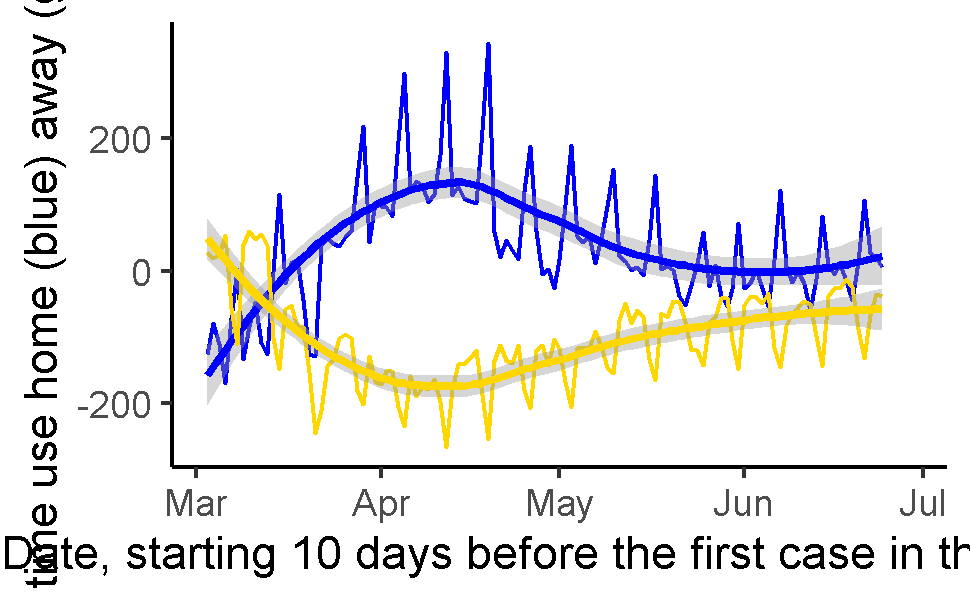 time use home (blue) away (
200
0
-200
Mar Apr May Jun Jul
Date, starting 10 days before the first case in th